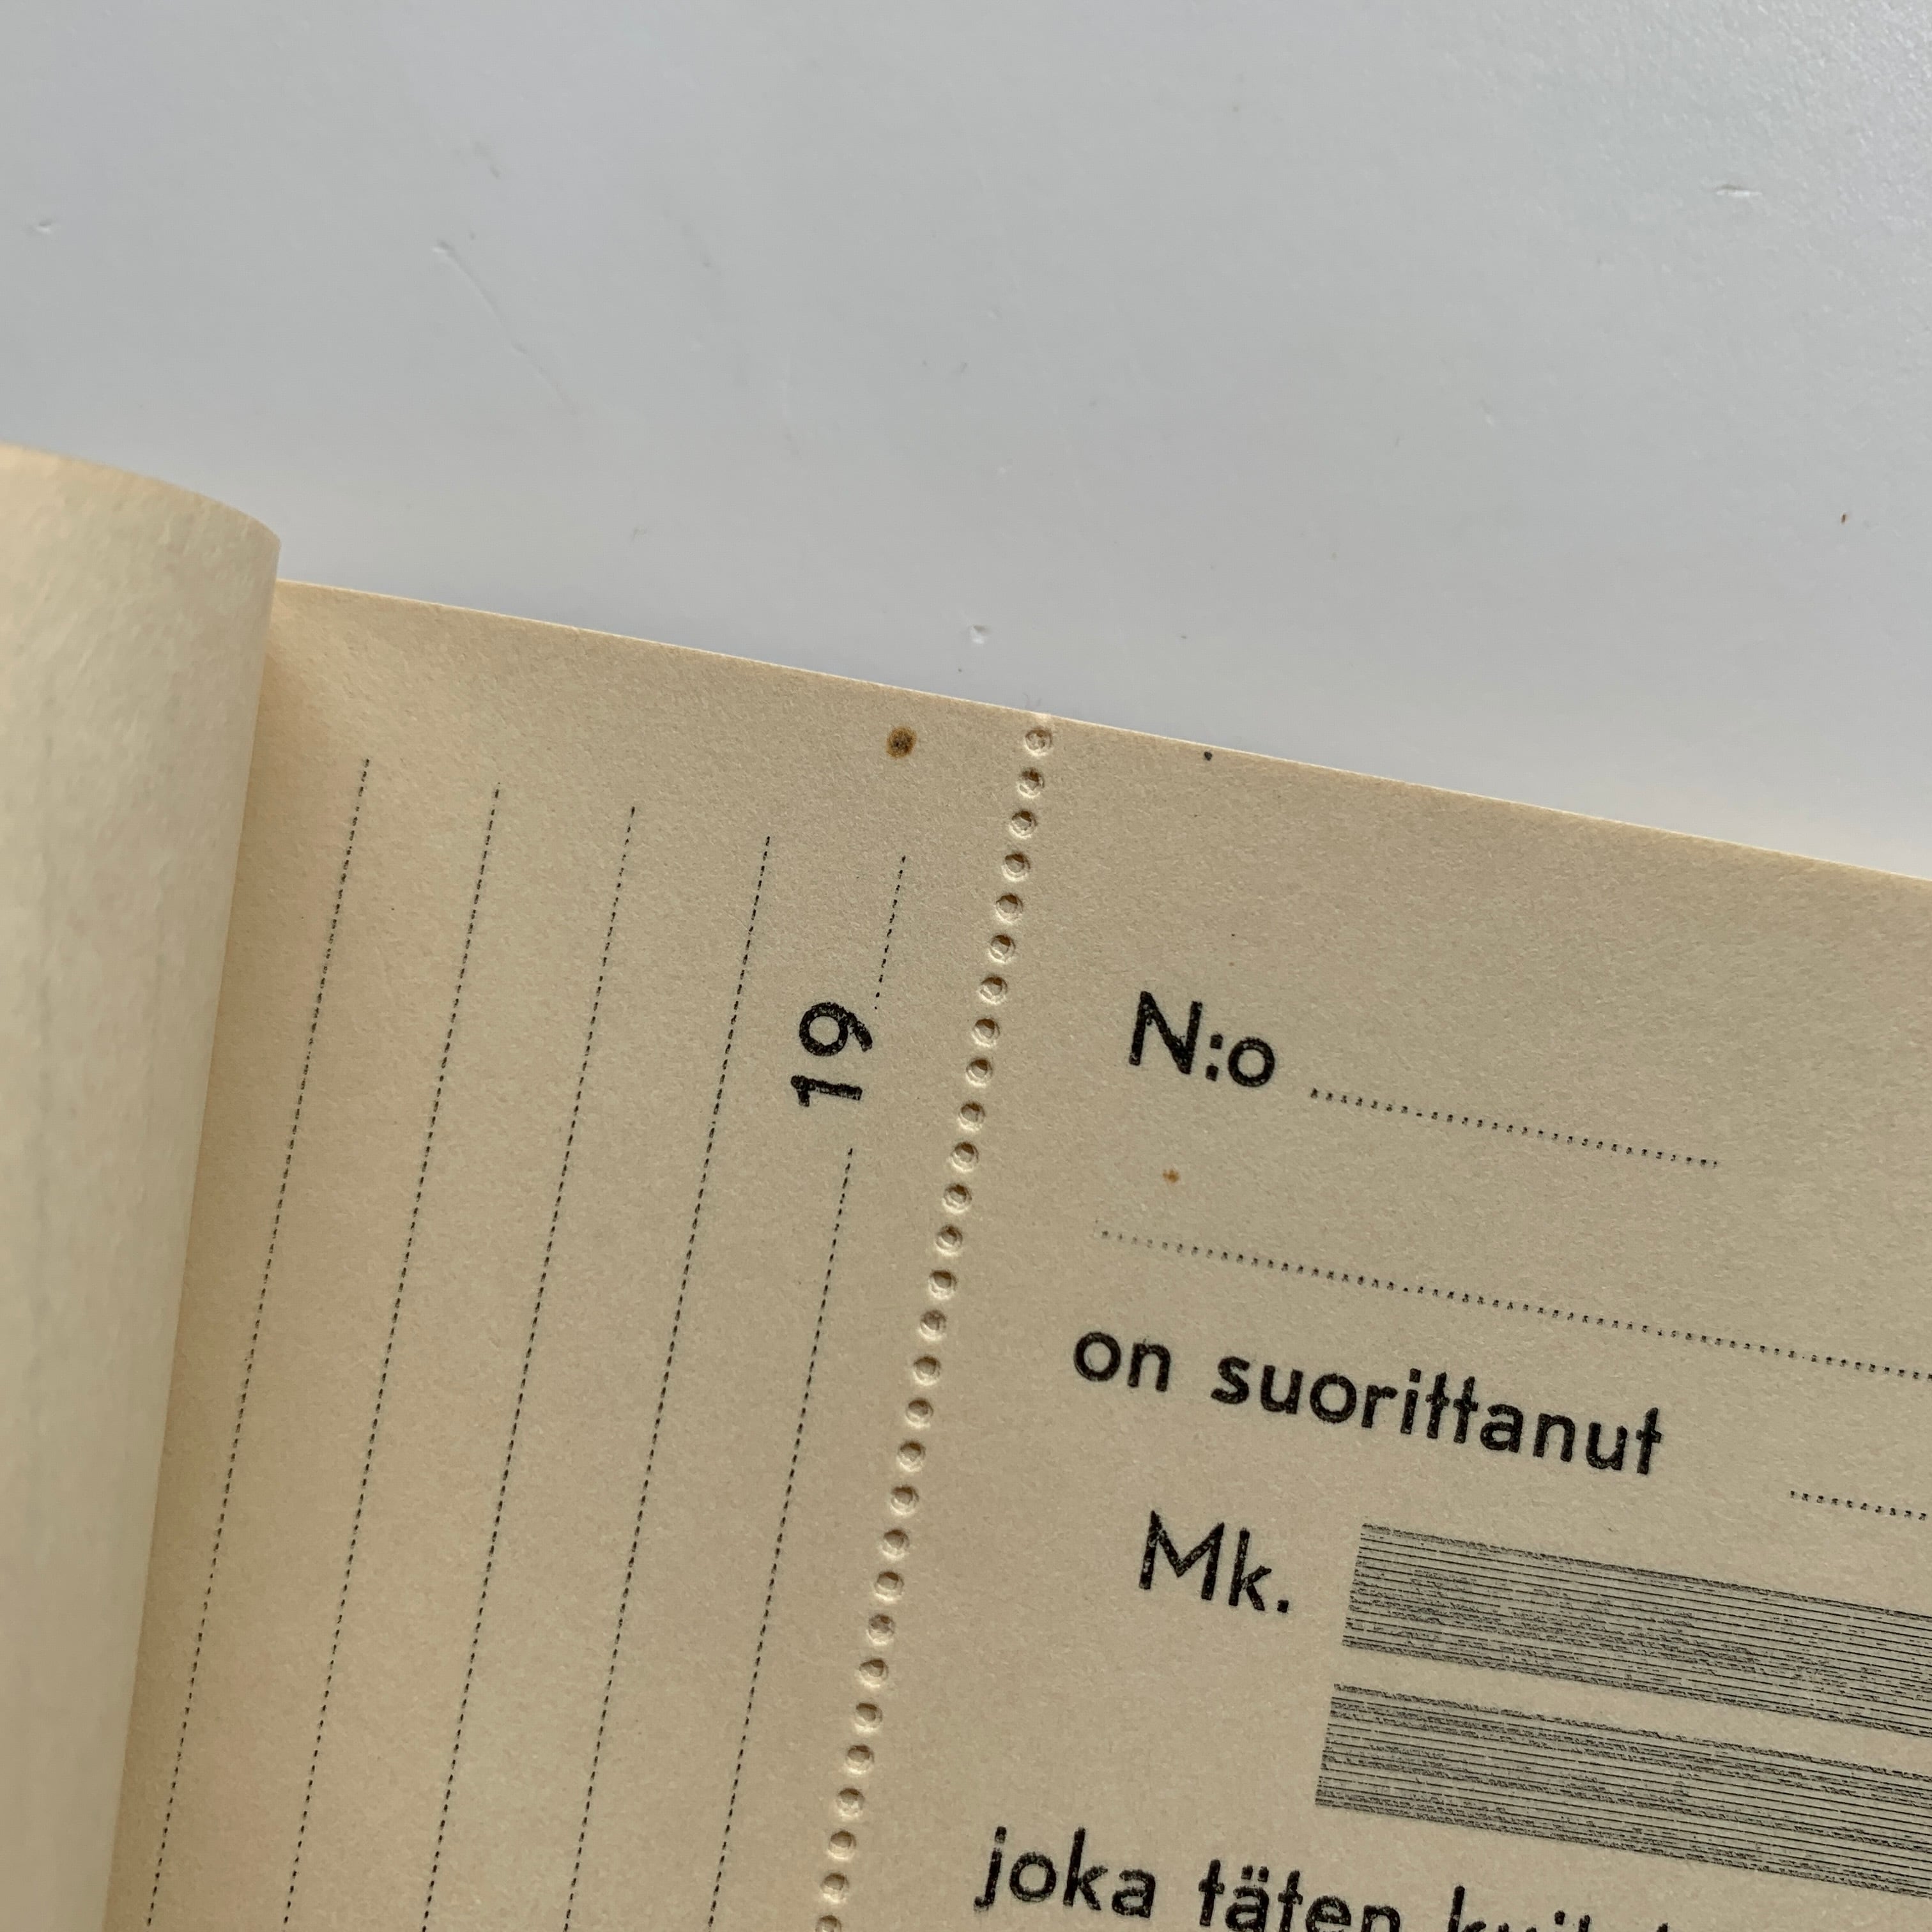 19
N:o
on suorittanut
Mk.
joka täten